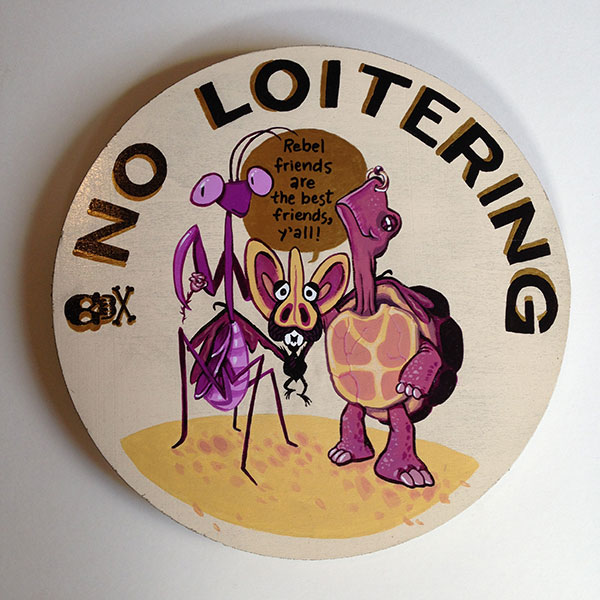 NO LOITERING
Rebel
friends
are
the best
friends,
y'all!